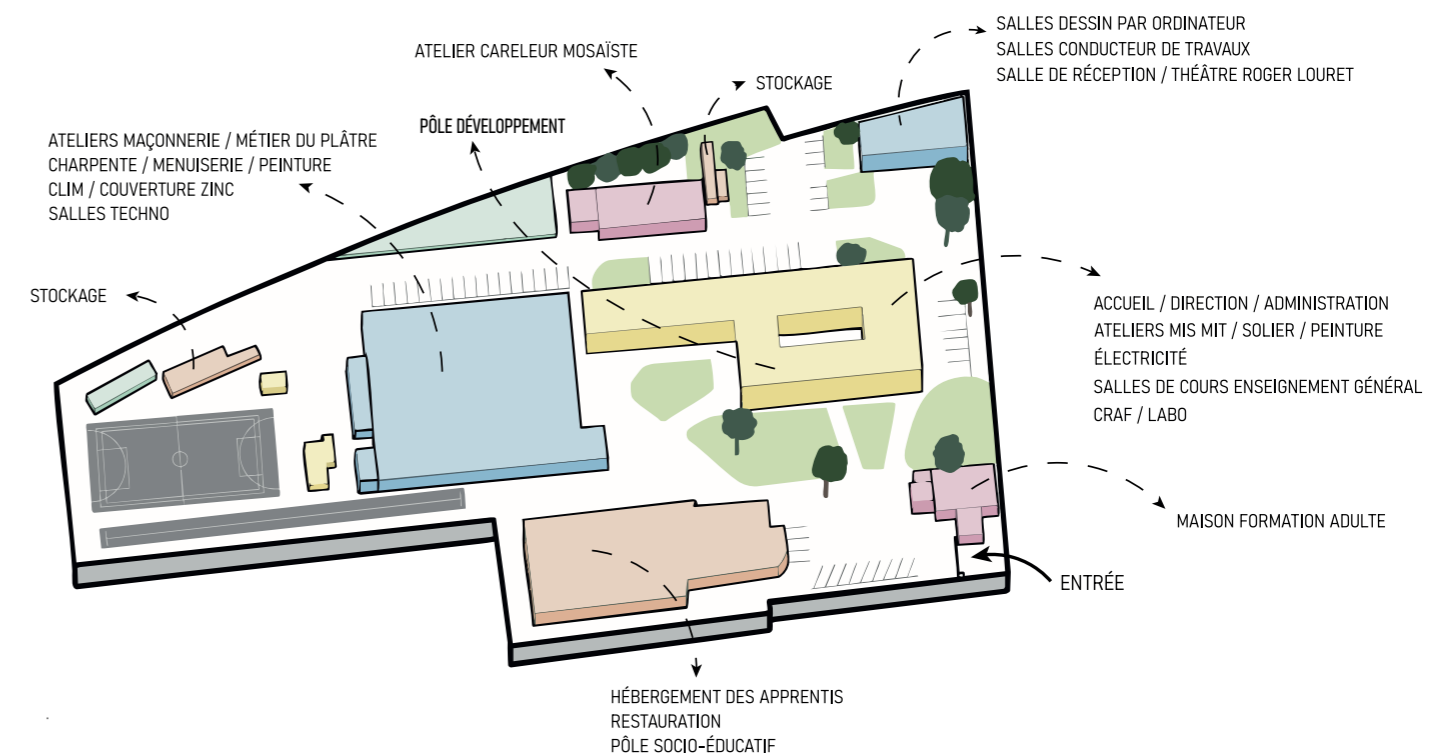 SALLES DESSIN PAR ORDINATEUR
SALLES CONDUCTEUR DE TRAVAUX
SALLE DE RÉCEPTION / THÉÂTRE ROGER LOURET
ATELIER CARELEUR MOSAÏSTE
STOCKAGE
PÔLE DÉVELOPPEMENT
ATELIERS MAÇONNERIE / MÉTIER DU PLÂTRE
CHARPENTE / MENUISERIE / PEINTURE
CLIM / COUVERTURE ZINC
SALLES TECHNO
STOCKAGE
ACCUEIL / DIRECTION / ADMINISTRATION
ATELIERS MIS MIT / SOLIER / PEINTURE
ÉLECTRICITÉ
SALLES DE COURS ENSEIGNEMENT GÉNÉRAL
CRAF / LABO
MAISON FORMATION ADULTE
ENTRÉE
HÉBERGEMENT DES APPRENTIS
RESTAURATION
PÔLE SOCIO-ÉDUCATIF